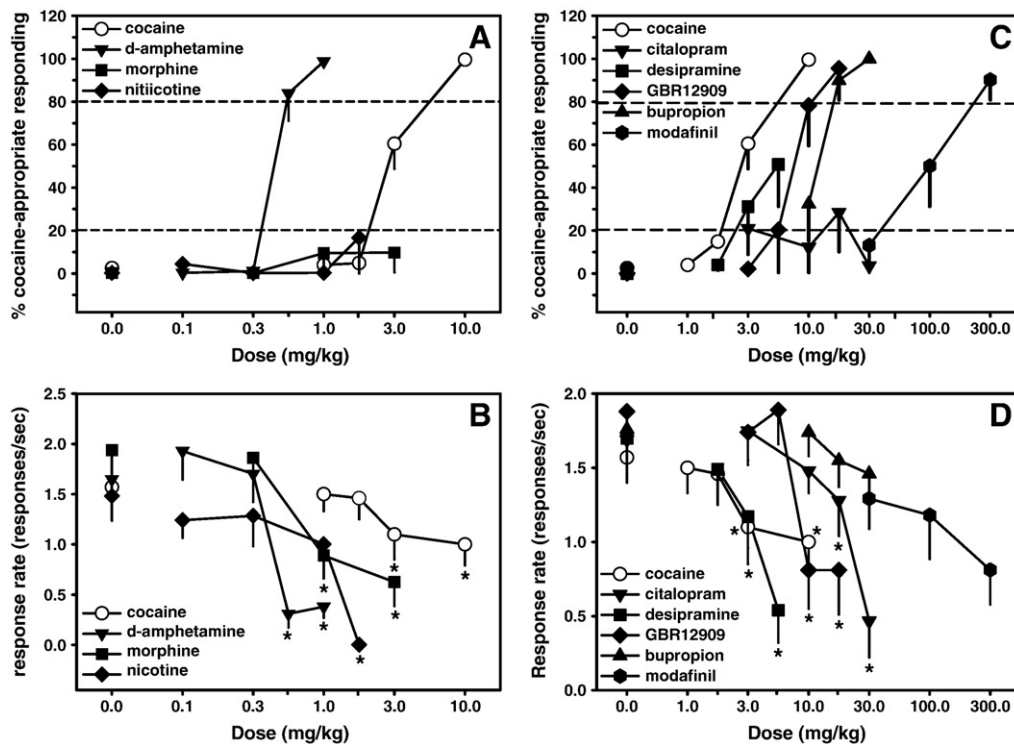 A
% cocaine-appropriate responding
120
100
80
60
40
20
0
cocaine
d-amphetamine
morphine
nitiicotine
0.0 0.1 0.3 1.0 3.0 10.0
Dose (mg/kg)
C
% cocaine-appropriate responding
120
100
80
60
40
20
0
cocaine
citalopram
desipramine
GBR12909
bupropion
modafinil
0.0 1.0 3.0 10.0 30.0 100.0 300.0
Dose (mg/kg)
B
response rate (responses/sec)
2.5
2.0
1.5
1.0
0.5
0.0
cocaine
d-amphetamine
morphine
nicotine
* * * * * * *
0.0 0.1 0.3 1.0 3.0 10.0
Dose (mg/kg)
D
Response rate (responses/sec)
2.0
1.5
1.0
0.5
0.0
cocaine
citalopram
desipramine
GBR12909
bupropion
modafinil
* * * * * * * *
0.0 1.0 3.0 10.0 30.0 100.0 300.0
Dose (mg/kg)